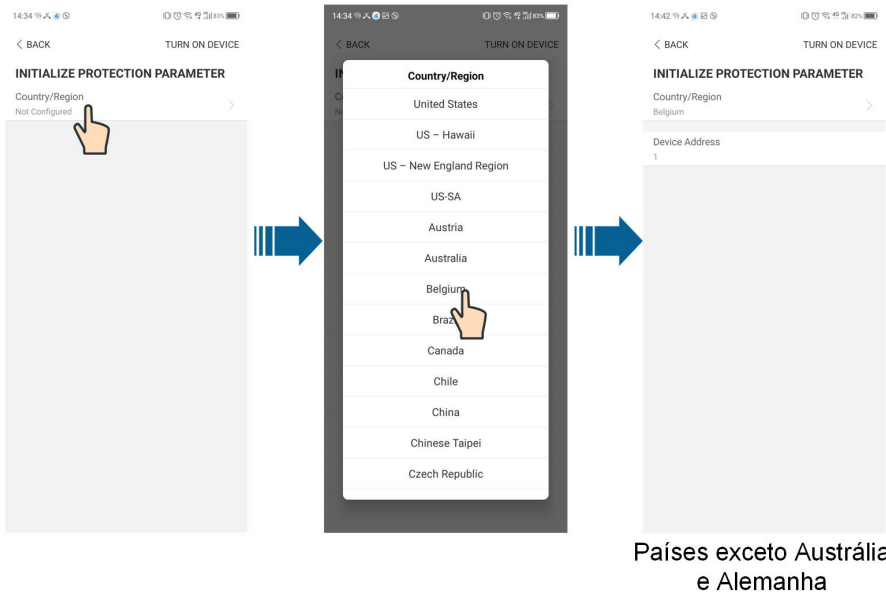 14:34
83%
BACK
TURN ON DEVICE
INITIALIZE PROTECTION PARAMETER
Country/Region
Not Configured
14:34
83%
BACK
TURN ON DEVICE
Country/Region
United States
US – Hawaii
US – New England Region
US-SA
Austria
Australia
Belgium
Canada
Chile
China
Chinese Taipei
Czech Republic
14:42
82%
BACK
TURN ON DEVICE
INITIALIZE PROTECTION PARAMETER
Country/Region
Belgium
Device Address
1
Países exceto Austrália
e Alemanha